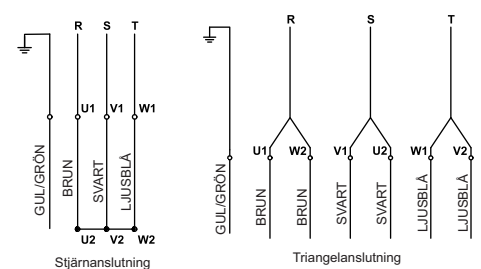 R S T
U1 V1 W1
GUL/GRÖN BRUN SVART LJUSBLÅ
U2 V2 W2
Stjärnanslutning
R S T
U1 W2 V1 U2 W1 V2
GUL/GRÖN BRUN BRUN SVART SVART LJUSBLÅ LJUSBLÅ
Triangelanslutning